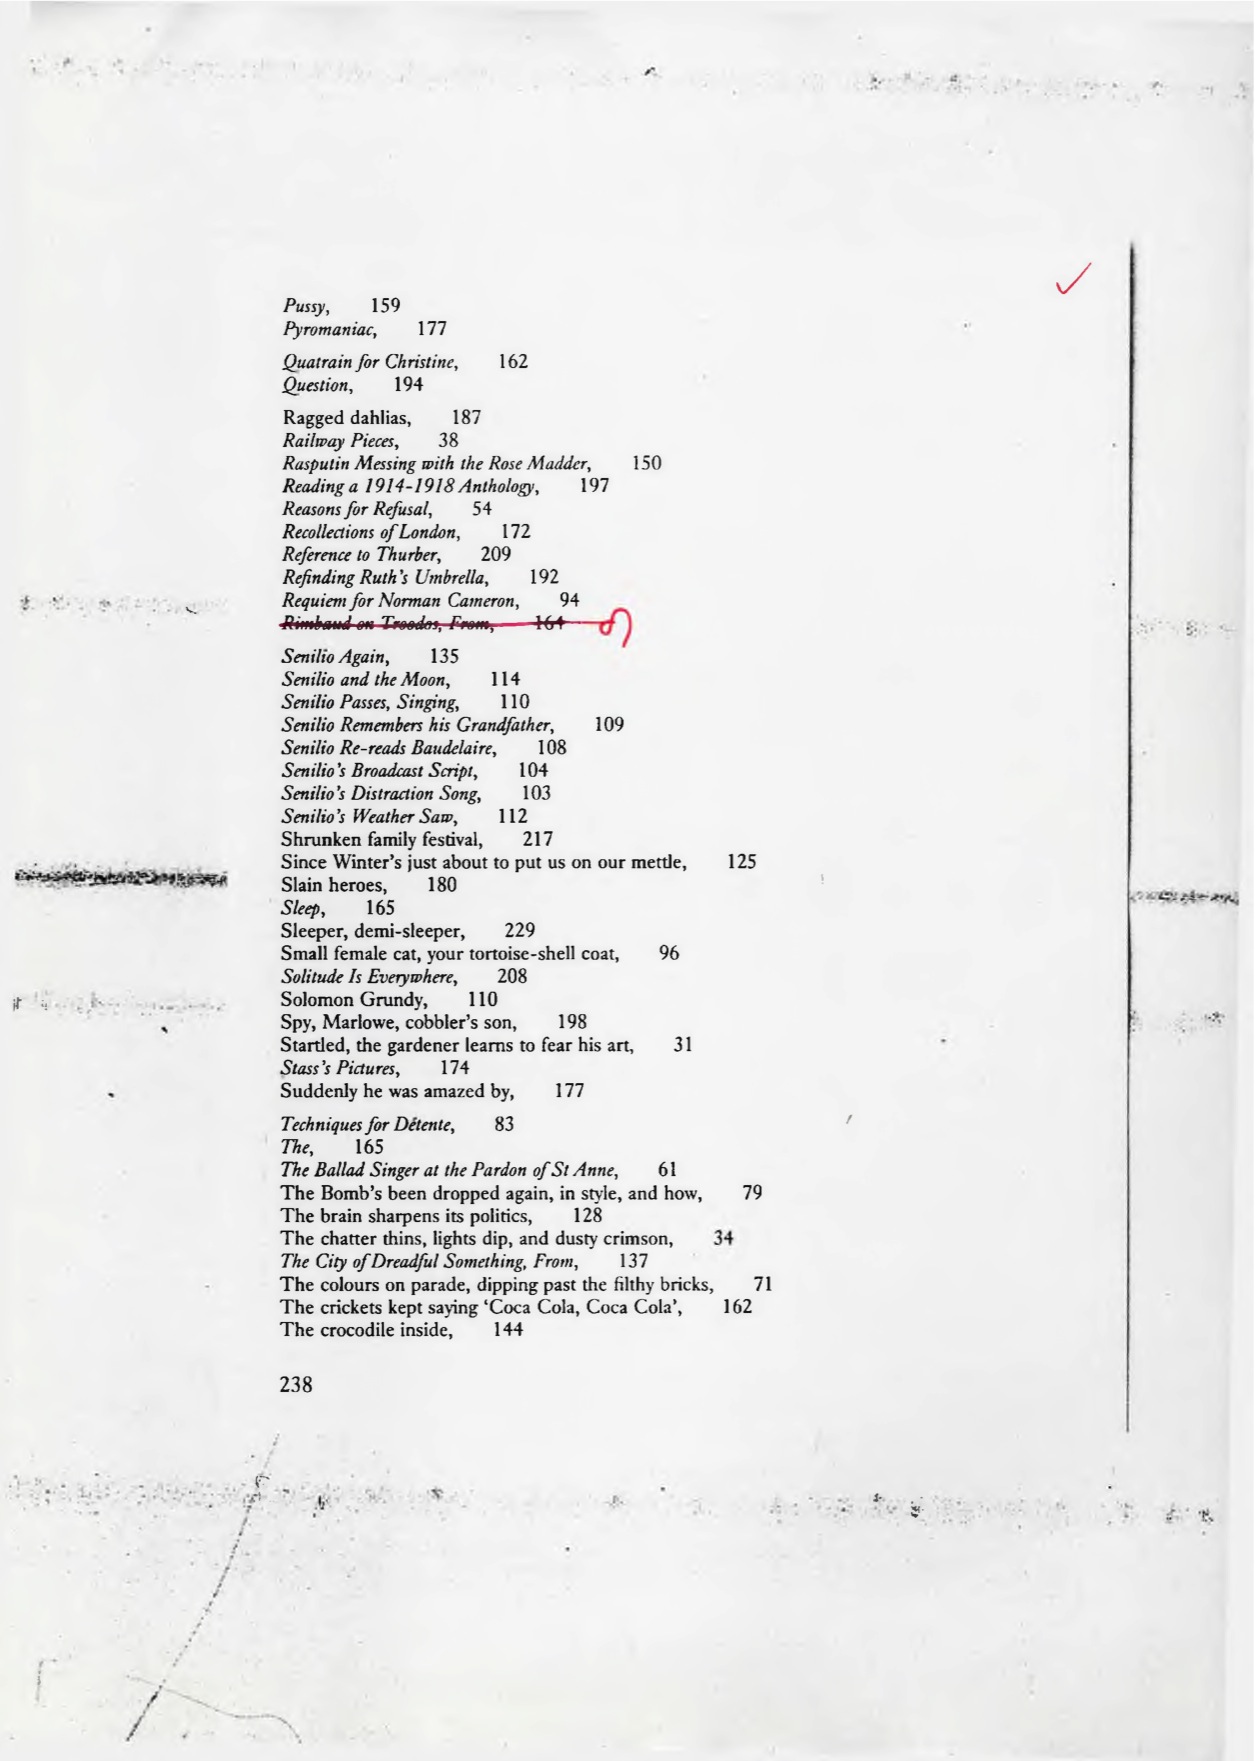 Pussy, 159
Pyromaniac, 177
Quatrain for Christine, 162
Question, 194
Ragged dahlias, 187
Railway Pieces, 38
Rasputin Messing with the Rose Madder, 150
Reading a 1914-1918 Anthology, 197
Reasons for Refusal, 54
Recollections of London, 172
Reference to Thurber, 209
Refinding Ruth's Umbrella, 192
Requiem for Norman Cameron, 94
Rimbaud on Troodos, From, 164
Senilio Again, 135
Senilio and the Moon, 114
Senilio Passes, Singing, 110
Senilio Remembers his Grandfather, 109
Senilio Re-reads Baudelaire, 108
Senilio's Broadcast Script, 104
Senilio's Distraction Song, 103
Senilio's Weather Saw, 112
Shrunken family festival, 217
Since Winter's just about to put us on our mettle, 125
Slain heroes, 180
Sleep, 165
Sleeper, demi-sleeper, 229
Small female cat, your tortoise-shell coat, 96
Solitude Is Everywhere, 208
Solomon Grundy, 110
Spy, Marlowe, cobbler's son, 198
Startled, the gardener learns to fear his art, 31
Stass's Pictures, 174
Suddenly he was amazed by, 177
Techniques for Détente, 83
The, 165
The Ballad Singer at the Pardon of St Anne, 61
The Bomb's been dropped again, in style, and how, 79
The brain sharpens its politics, 128
The chatter thins, lights dip, and dusty crimson, 34
The City of Dreadful Something, From, 137
The colours on parade, dipping past the filthy bricks, 71
The crickets kept saying 'Coca Cola, Coca Cola', 162
The crocodile inside, 144
238